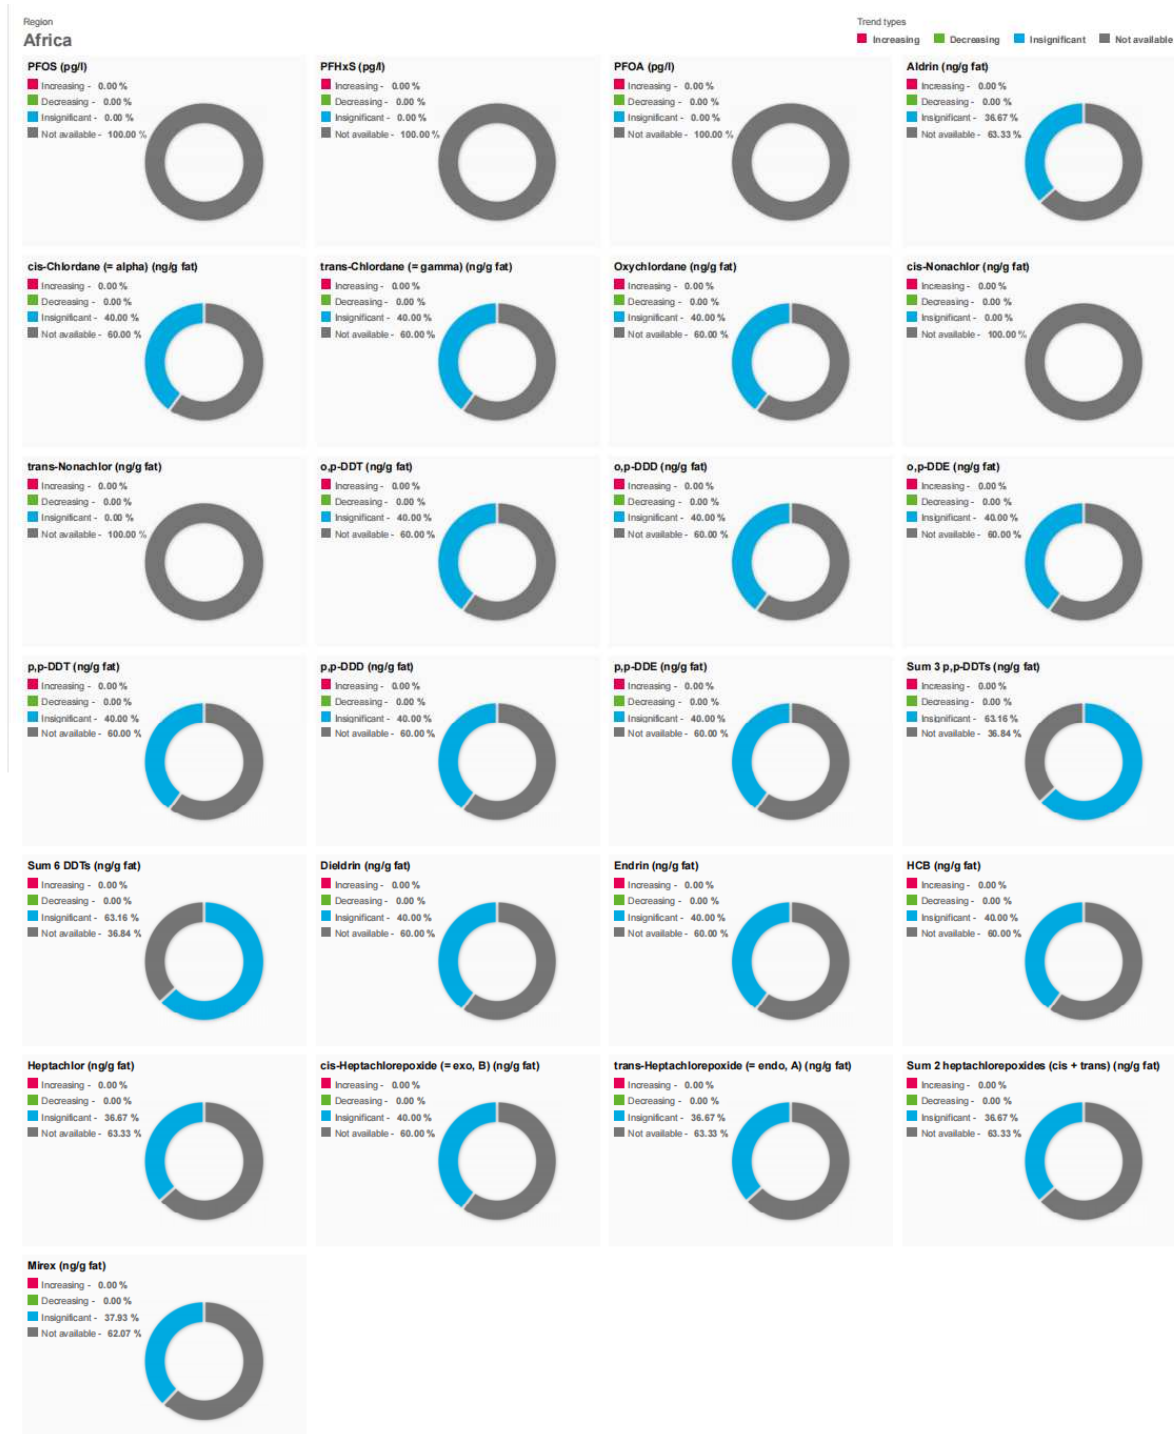 Region
Africa
Trend types
Increasing Decreasing Insignificant Not available
PFOS (pg/l)
Increasing - 0.00 %
Decreasing - 0.00 %
Insignificant - 0.00 %
Not available - 100.00 %
PFHxS (pg/l)
Increasing - 0.00 %
Decreasing - 0.00 %
Insignificant - 0.00 %
Not available - 100.00 %
PFOA (pg/l)
Increasing - 0.00 %
Decreasing - 0.00 %
Insignificant - 0.00 %
Not available - 100.00 %
Aldrin (ng/g fat)
Increasing - 0.00 %
Decreasing - 0.00 %
Insignificant - 36.67 %
Not available - 63.33 %
cis-Chlordane (= alpha) (ng/g fat)
Increasing - 0.00 %
Decreasing - 0.00 %
Insignificant - 40.00 %
Not available - 60.00 %
trans-Chlordane (= gamma) (ng/g fat)
Increasing - 0.00 %
Decreasing - 0.00 %
Insignificant - 40.00 %
Not available - 60.00 %
Oxychlordane (ng/g fat)
Increasing - 0.00 %
Decreasing - 0.00 %
Insignificant - 40.00 %
Not available - 60.00 %
cis-Nonachlor (ng/g fat)
Increasing - 0.00 %
Decreasing - 0.00 %
Insignificant - 0.00 %
Not available - 100.00 %
trans-Nonachlor (ng/g fat)
Increasing - 0.00 %
Decreasing - 0.00 %
Insignificant - 0.00 %
Not available - 100.00 %
o,p-DDT (ng/g fat)
Increasing - 0.00 %
Decreasing - 0.00 %
Insignificant - 40.00 %
Not available - 60.00 %
o,p-DDD (ng/g fat)
Increasing - 0.00 %
Decreasing - 0.00 %
Insignificant - 40.00 %
Not available - 60.00 %
o,p-DDE (ng/g fat)
Increasing - 0.00 %
Decreasing - 0.00 %
Insignificant - 40.00 %
Not available - 60.00 %
p,p-DDT (ng/g fat)
Increasing - 0.00 %
Decreasing - 0.00 %
Insignificant - 40.00 %
Not available - 60.00 %
p,p-DDD (ng/g fat)
Increasing - 0.00 %
Decreasing - 0.00 %
Insignificant - 40.00 %
Not available - 60.00 %
p,p-DDE (ng/g fat)
Increasing - 0.00 %
Decreasing - 0.00 %
Insignificant - 40.00 %
Not available - 60.00 %
Sum 3 p,p-DDTs (ng/g fat)
Increasing - 0.00 %
Decreasing - 0.00 %
Insignificant - 63.16 %
Not available - 36.84 %
Sum 6 DDTs (ng/g fat)
Increasing - 0.00 %
Decreasing - 0.00 %
Insignificant - 63.16 %
Not available - 36.84 %
Dieldrin (ng/g fat)
Increasing - 0.00 %
Decreasing - 0.00 %
Insignificant - 40.00 %
Not available - 60.00 %
Endrin (ng/g fat)
Increasing - 0.00 %
Decreasing - 0.00 %
Insignificant - 40.00 %
Not available - 60.00 %
HCB (ng/g fat)
Increasing - 0.00 %
Decreasing - 0.00 %
Insignificant - 40.00 %
Not available - 60.00 %
Heptachlor (ng/g fat)
Increasing - 0.00 %
Decreasing - 0.00 %
Insignificant - 36.67 %
Not available - 63.33 %
cis-Heptachlorepoxide (= exo, B) (ng/g fat)
Increasing - 0.00 %
Decreasing - 0.00 %
Insignificant - 40.00 %
Not available - 60.00 %
trans-Heptachlorepoxide (= endo, A) (ng/g fat)
Increasing - 0.00 %
Decreasing - 0.00 %
Insignificant - 36.67 %
Not available - 63.33 %
Sum 2 heptachlorepoxides (cis + trans) (ng/g fat)
Increasing - 0.00 %
Decreasing - 0.00 %
Insignificant - 36.67 %
Not available - 63.33 %
Mirex (ng/g fat)
Increasing - 0.00 %
Decreasing - 0.00 %
Insignificant - 37.93 %
Not available - 62.07 %